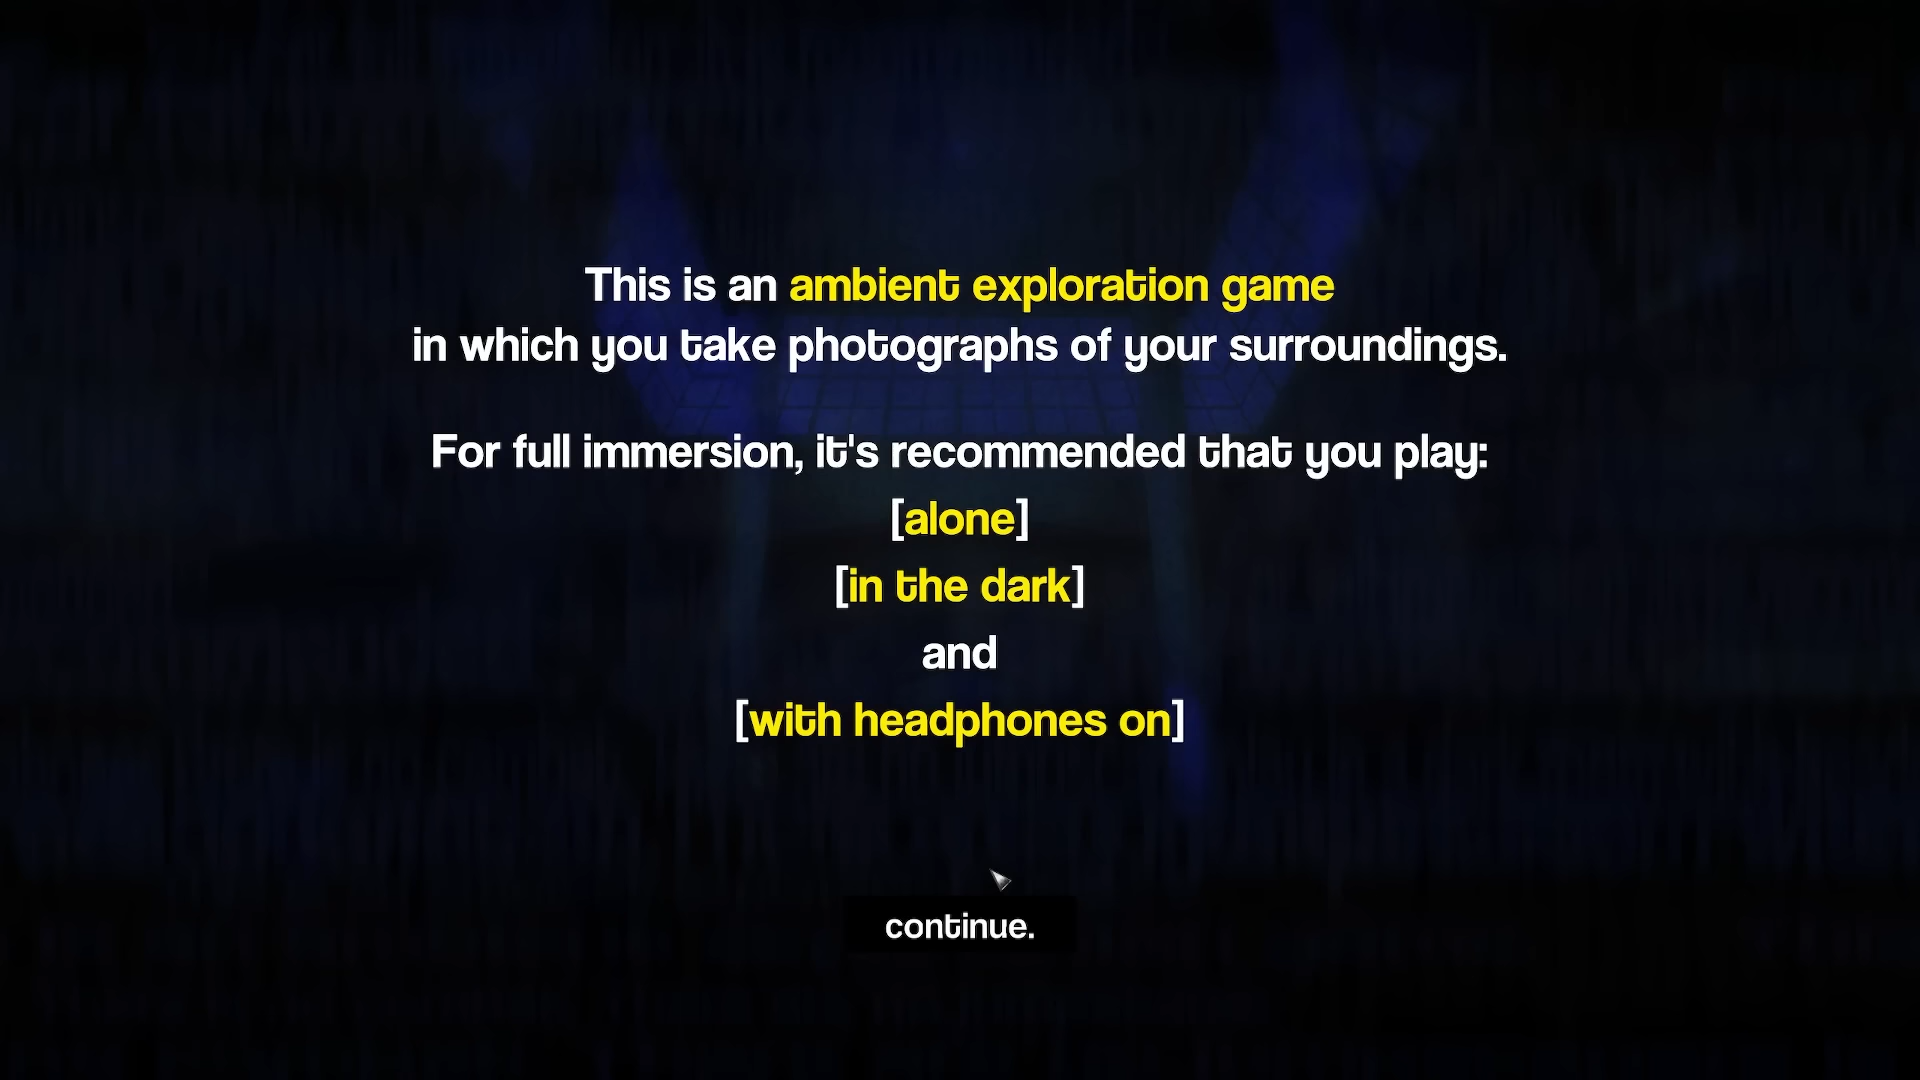 This is an ambient exploration game
in which you take photographs of your surroundings.
For full immersion, it's recommended that you play:
[alone]
[in the dark]
and
[with headphones on]
continue.